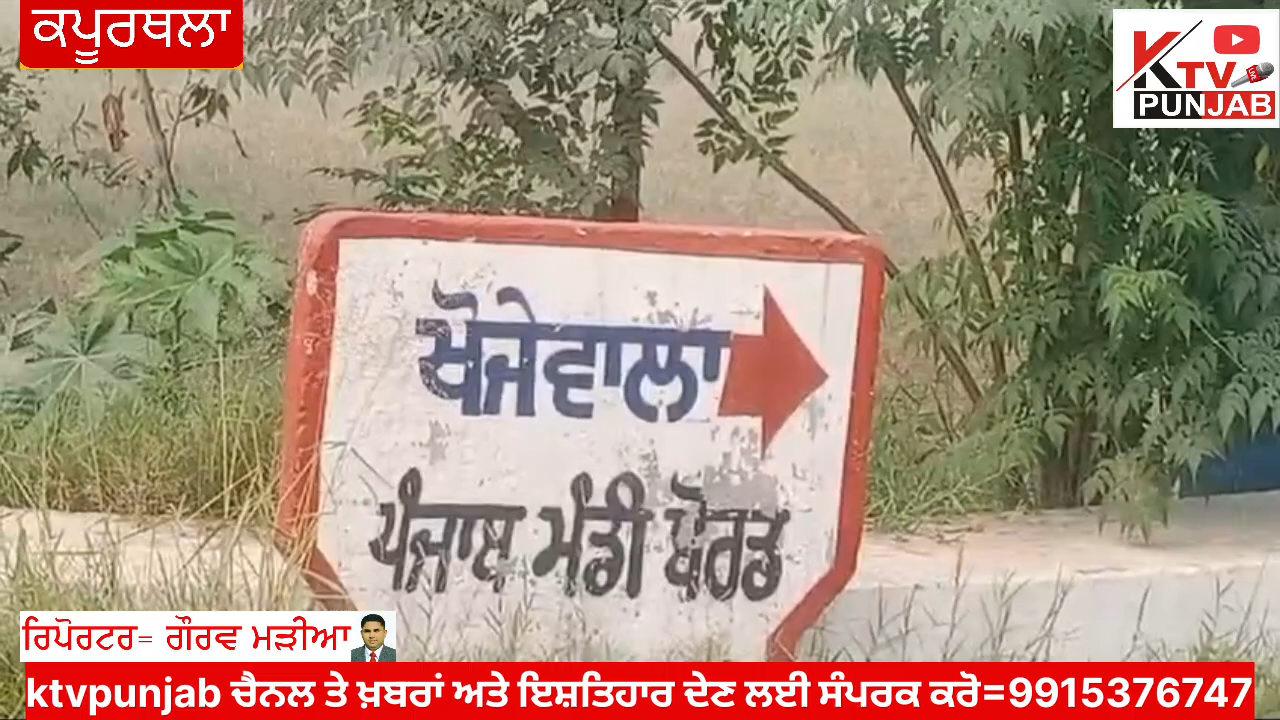 ਕਪੂਰਥਲਾ
KTV
PUNJAB
ਖੋਜੇਵਾਲਾ
ਪੰਜਾਬ ਮੰਡੀ ਬੋਰਡ
ਰਿਪੋਰਟਰ= ਗੌਰਵ ਮੜੀਆ
ktvpunjab ਚੈਨਲ ਤੇ ਖ਼ਬਰਾਂ ਅਤੇ ਇਸ਼ਤਿਹਾਰ ਦੇਣ ਲਈ ਸੰਪਰਕ ਕਰੋ=9915376747